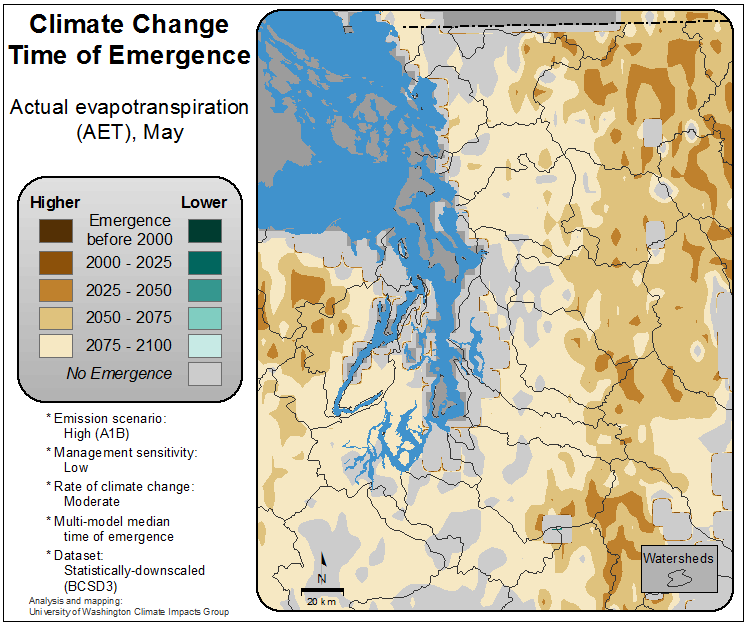 Climate Change
Time of Emergence
Actual evapotranspiration
(AET), May
Higher Lower
Emergence
before 2000
2000 - 2025
2025 - 2050
2050 - 2075
2075 - 2100
No Emergence
* Emission scenario:
High (A1B)
* Management sensitivity:
Low
* Rate of climate change:
Moderate
* Multi-model median
time of emergence
* Dataset:
Statistically-downscaled
(BCSD3)
Analysis and mapping:
University of Washington Climate Impacts Group
N
20 km
Watersheds